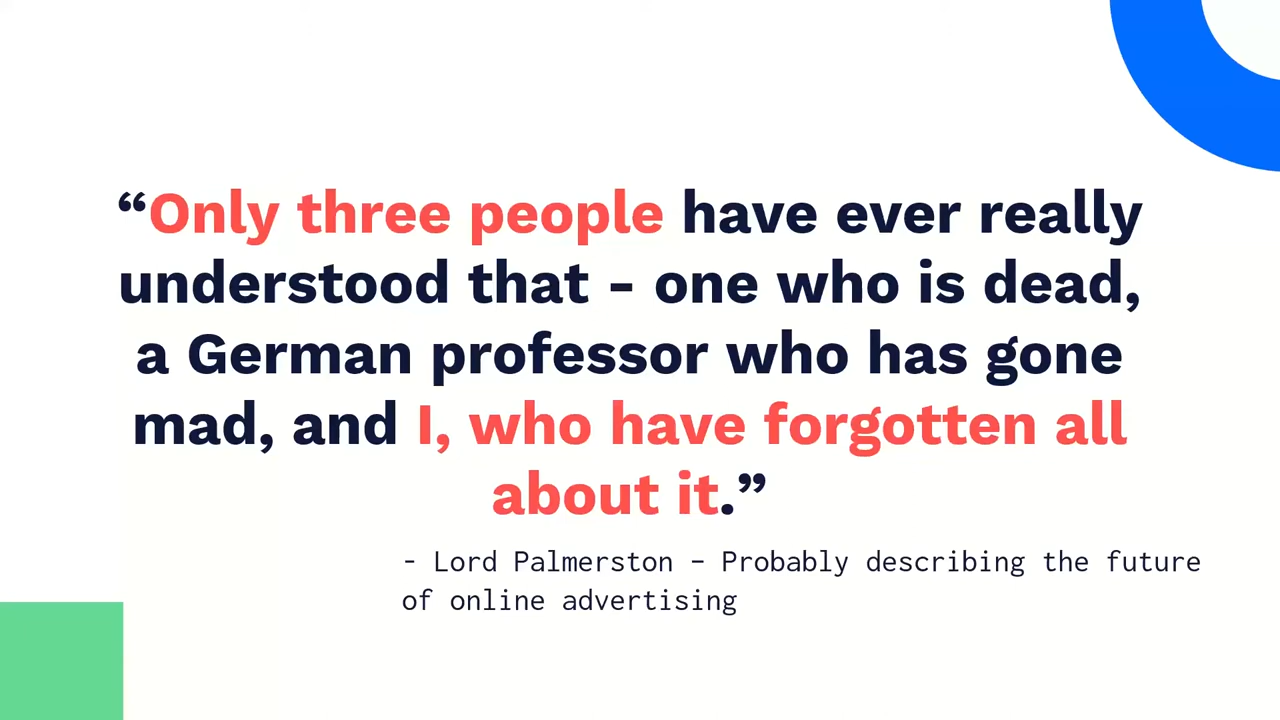 “Only three people have ever really
understood that - one who is dead,
a German professor who has gone
mad, and I, who have forgotten all
about it.”
- Lord Palmerston – Probably describing the future
of online advertising